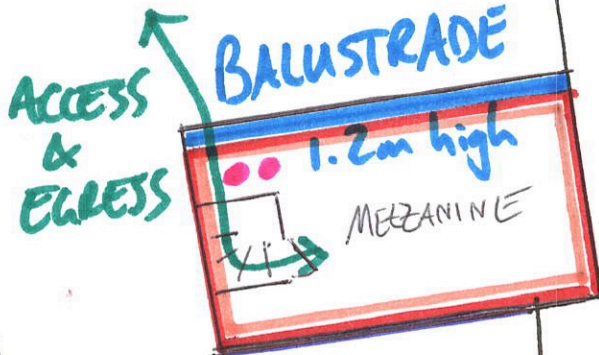 BALUSTRADE
ACCESS
&
EGRESS
1.2m high
MEZZANINE